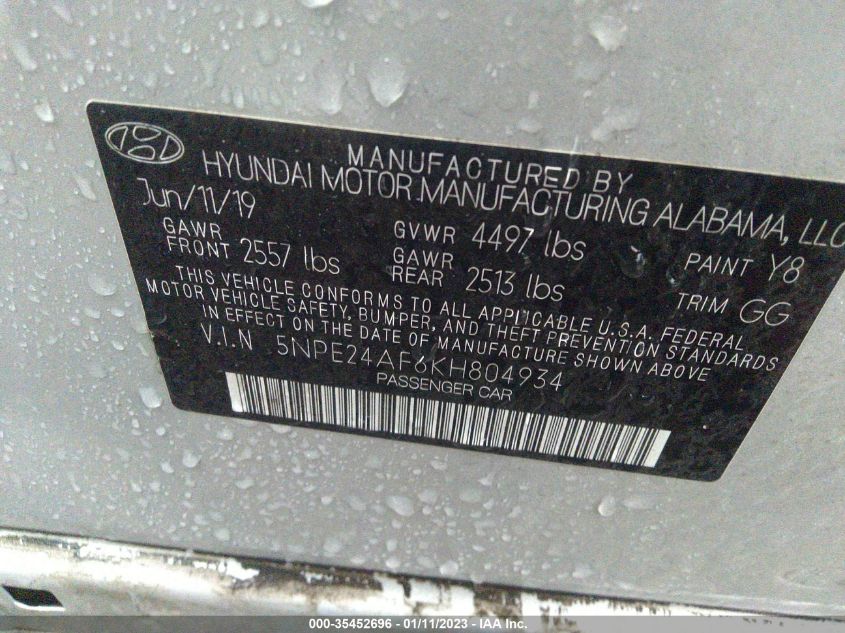 MANUFACTURED BY
HYUNDAI MOTOR MANUFACTURING ALABAMA, LLC
Jun/11/19
GAWR FRONT 2557 lbs
GVWR 4497 lbs
GAWR REAR 2513 lbs
PAINT Y8
TRIM GG
THIS VEHICLE CONFORMS TO ALL APPLICABLE U.S.A. FEDERAL
MOTOR VEHICLE SAFETY, BUMPER, AND THEFT PREVENTION STANDARDS
IN EFFECT ON THE DATE OF MANUFACTURE SHOWN ABOVE
V.I.N 5NPE24AF6KH804934
PASSENGER CAR
000-35452696 - 01/11/2023 - IAA Inc.